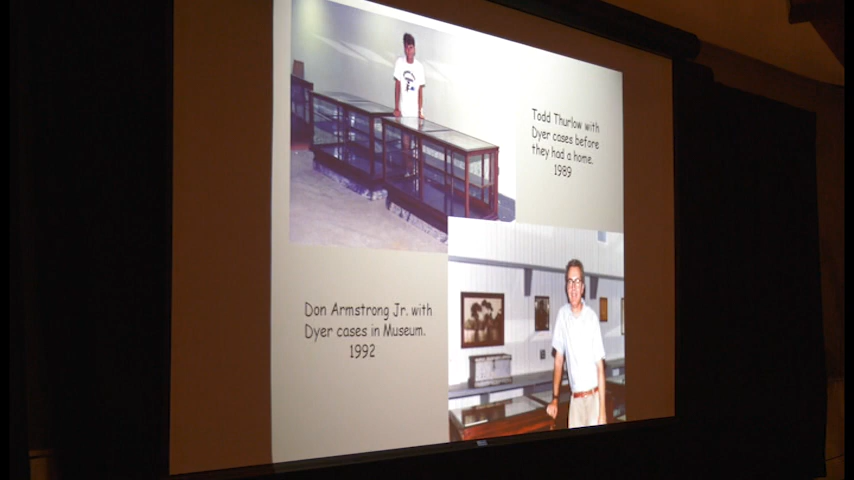 Todd Thurlow with
Dyer cases before
they had a home.
1989
Don Armstrong Jr. with
Dyer cases in Museum.
1992